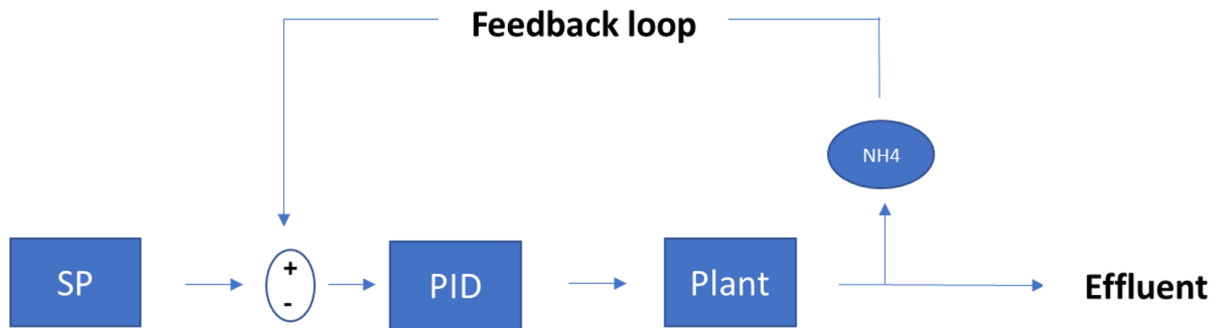 Feedback loop
NH4
SP
+
-
PID
Plant
Effluent